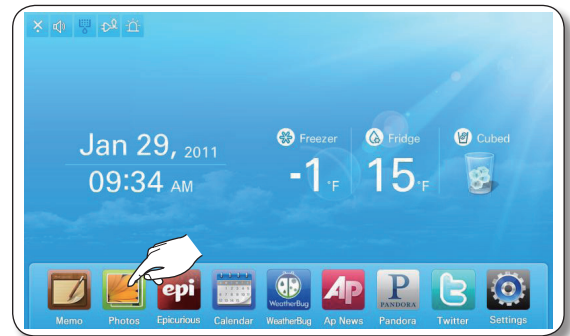 Jan 29, 2011
09:34 AM
Freezer
-1 °F
Fridge
15 °F
Cubed
epi
WeatherBug
AP
P
PANDORA
Memo Photos Epicurious Calendar WeatherBug Ap News Pandora Twitter Settings